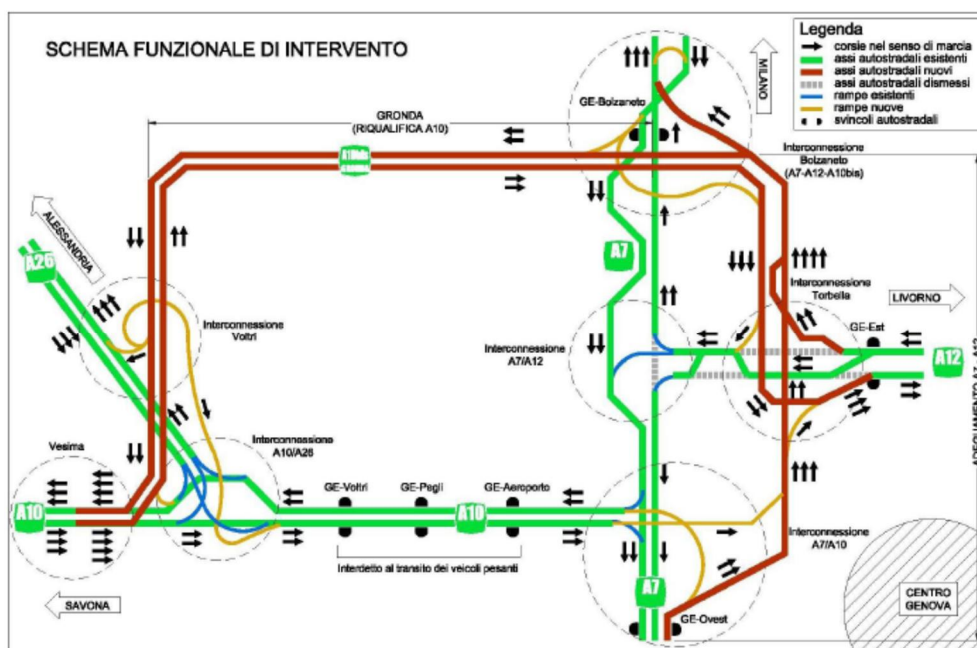 SCHEMA FUNZIONALE DI INTERVENTO
Legenda
corsie nel senso di marcia
assi autostradali esistenti
assi autostradali nuovi
assi autostradali dismessi
rampe esistenti
rampe nuove
svincoli autostradali
MILANO
GE-Bolzaneto
GRONDA
(RIQUALIFICA A10)
Interconnessione
Bolzaneto
(A7-A12-A10bis)
ALESSANDRIA
A26
A7
Interconnessione
Torbella
LIVORNO
Interconnessione
Voltri
GE-Est
Interconnessione
A7/A12
A12
Vesima
Interconnessione
A10/A26
GE-Voltri
GE-Pegli
GE-Aeroporto
A10
A10
Interconnessione
A7/A10
Interdetto al transito dei veicoli pesanti
A7
SAVONA
GE-Ovest
CENTRO
GENOVA